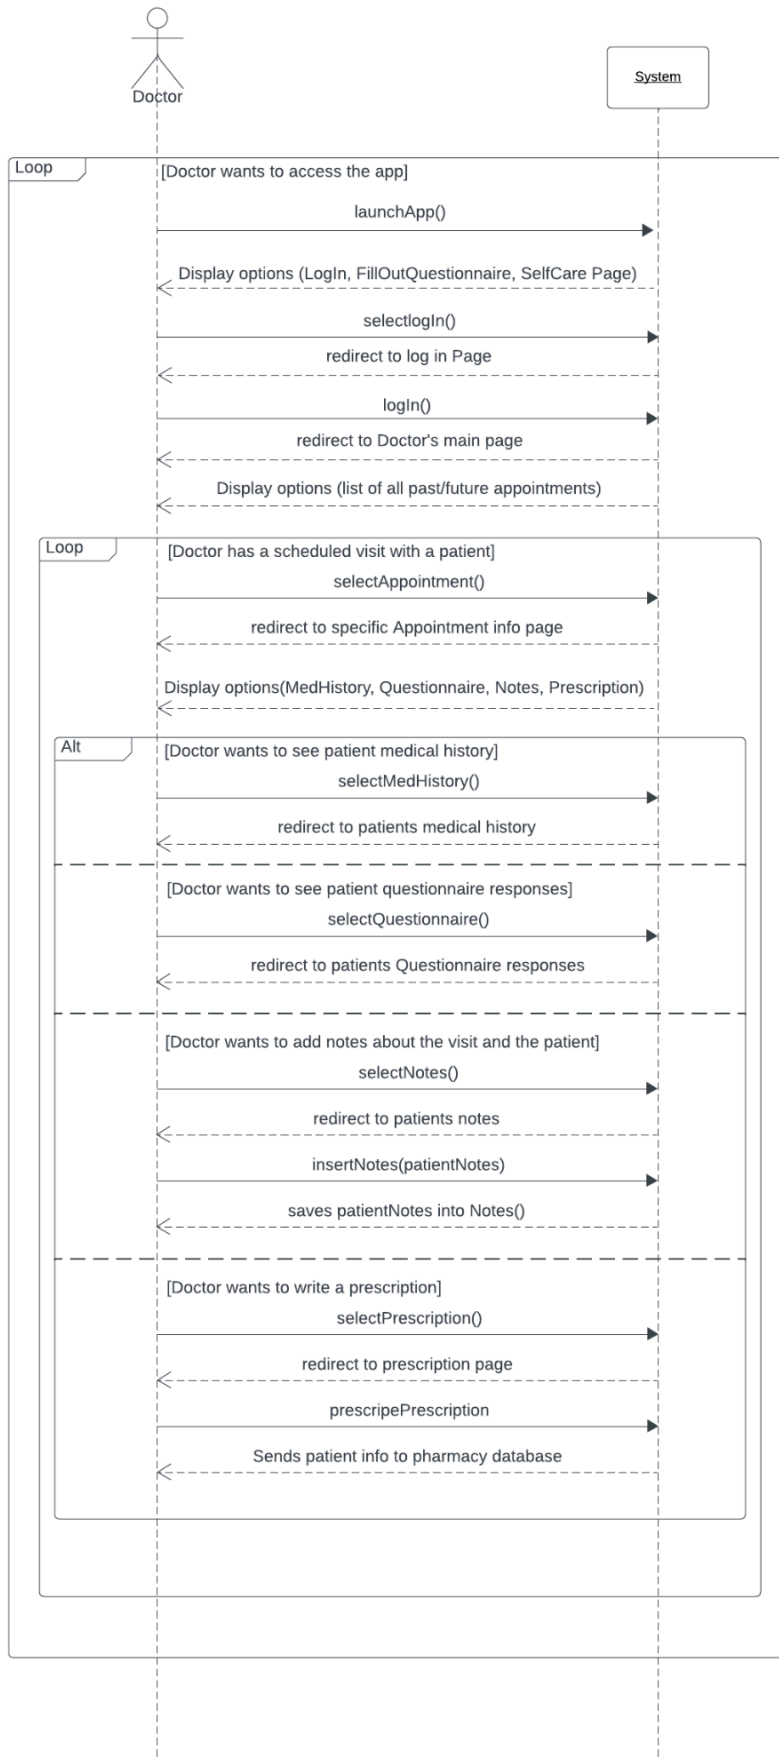 Doctor
System
Loop
[Doctor wants to access the app]
launchApp()
Display options (LogIn, FillOutQuestionnaire, SelfCare Page)
selectlogIn()
redirect to log in Page
logIn()
redirect to Doctor's main page
Display options (list of all past/future appointments)
Loop
[Doctor has a scheduled visit with a patient]
selectAppointment()
redirect to specific Appointment info page
Display options(MedHistory, Questionnaire, Notes, Prescription)
Alt
[Doctor wants to see patient medical history]
selectMedHistory()
redirect to patients medical history
[Doctor wants to see patient questionnaire responses]
selectQuestionnaire()
redirect to patients Questionnaire responses
[Doctor wants to add notes about the visit and the patient]
selectNotes()
redirect to patients notes
insertNotes(patientNotes)
saves patientNotes into Notes()
[Doctor wants to write a prescription]
selectPrescription()
redirect to prescription page
prescripePrescription
Sends patient info to pharmacy database